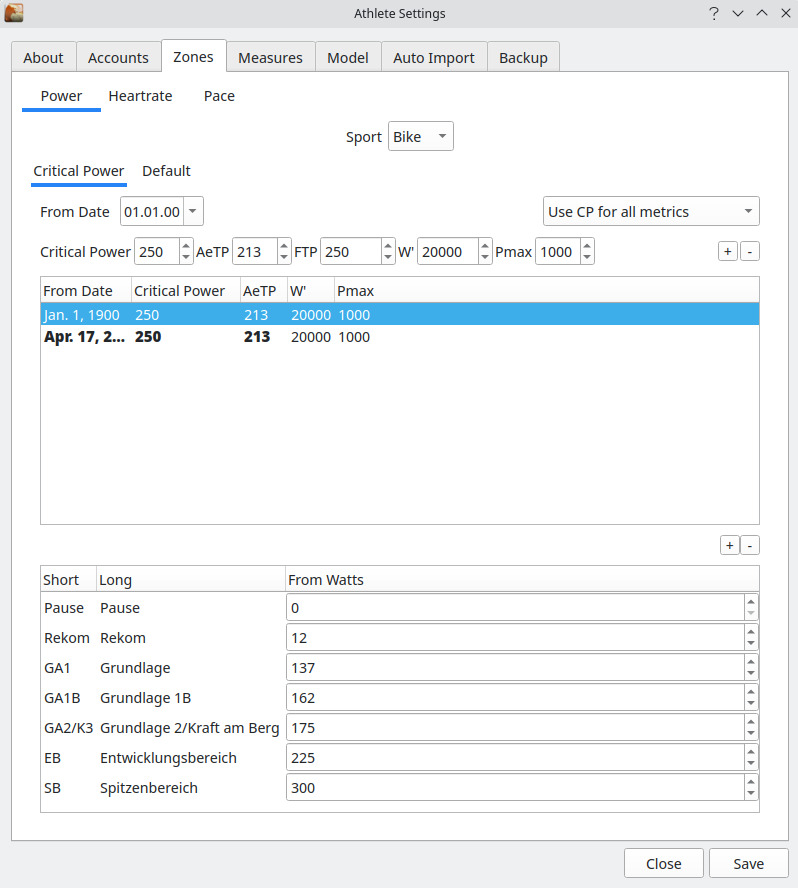 Athlete Settings
About Accounts Zones Measures Model Auto Import Backup
Power Heartrate Pace
Sport Bike
Critical Power Default
From Date 01.01.00 Use CP for all metrics
Critical Power 250 AeTP 213 FTP 250 W' 20000 Pmax 1000 + -
From Date Critical Power AeTP W' Pmax
Jan. 1, 1900 250 213 20000 1000
Apr. 17, 2... 250 213 20000 1000
+ -
Short Long From Watts
Pause Pause 0
Rekom Rekom 12
GA1 Grundlage 137
GA1B Grundlage 1B 162
GA2/K3 Grundlage 2/Kraft am Berg 175
EB Entwicklungsbereich 225
SB Spitzenbereich 300
Close Save